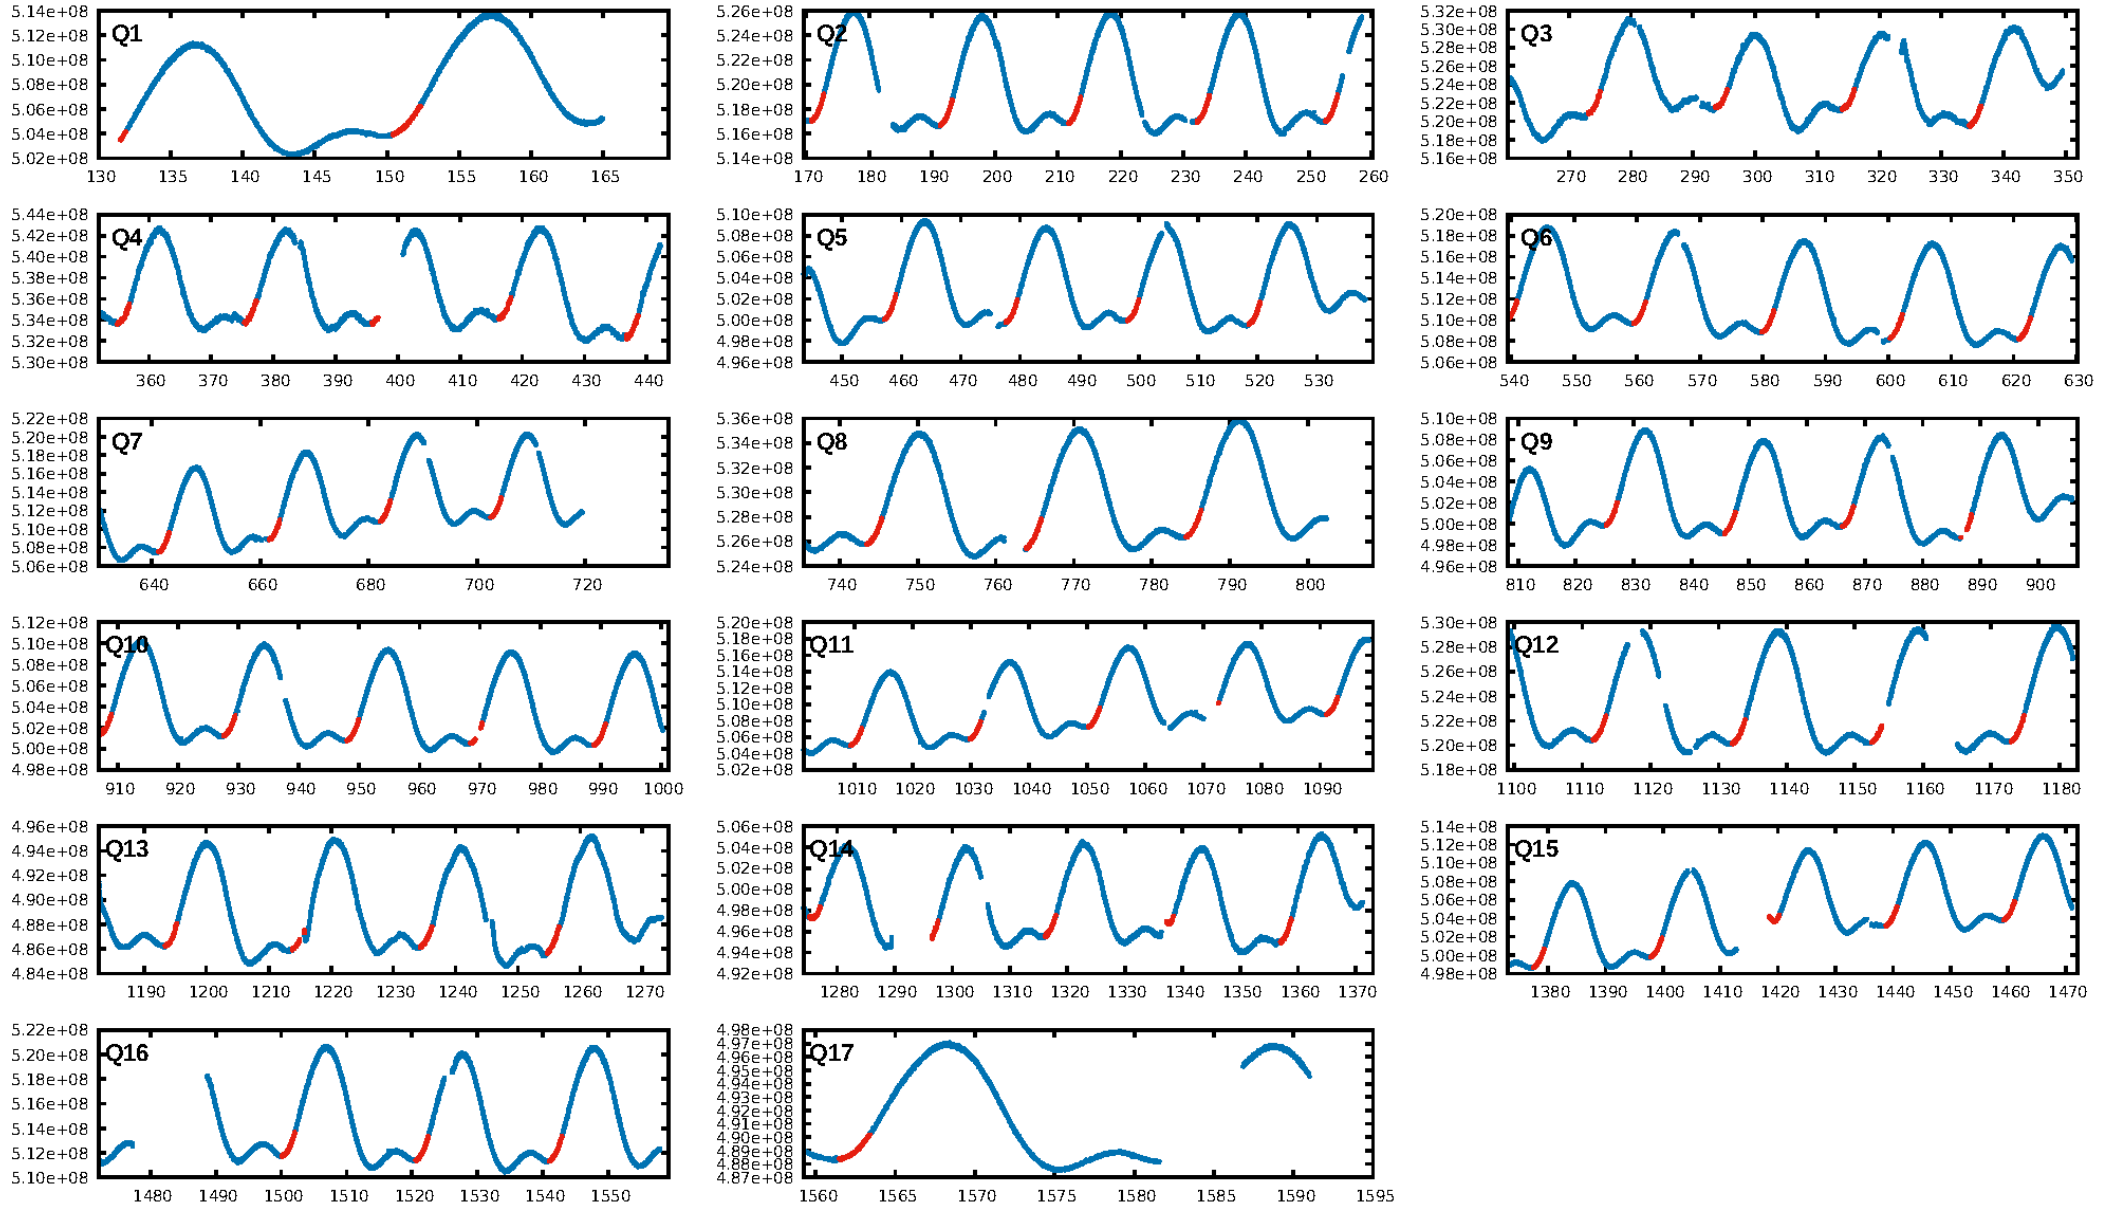 5.14e+08
5.12e+08
5.10e+08
5.08e+08
5.06e+08
5.04e+08
5.02e+08
Q1
130 135 140 145 150 155 160 165
5.26e+08
5.24e+08
5.22e+08
5.20e+08
5.18e+08
5.16e+08
5.14e+08
Q2
170 180 190 200 210 220 230 240 250 260
5.32e+08
5.30e+08
5.28e+08
5.26e+08
5.24e+08
5.22e+08
5.20e+08
5.18e+08
5.16e+08
Q3
270 280 290 300 310 320 330 340 350
5.44e+08
5.42e+08
5.40e+08
5.38e+08
5.36e+08
5.34e+08
5.32e+08
5.30e+08
Q4
360 370 380 390 400 410 420 430 440
5.10e+08
5.08e+08
5.06e+08
5.04e+08
5.02e+08
5.00e+08
4.98e+08
4.96e+08
Q5
450 460 470 480 490 500 510 520 530
5.20e+08
5.18e+08
5.16e+08
5.14e+08
5.12e+08
5.10e+08
5.08e+08
5.06e+08
Q6
540 550 560 570 580 590 600 610 620 630
5.22e+08
5.20e+08
5.18e+08
5.16e+08
5.14e+08
5.12e+08
5.10e+08
5.08e+08
5.06e+08
Q7
640 660 680 700 720
5.36e+08
5.34e+08
5.32e+08
5.30e+08
5.28e+08
5.26e+08
5.24e+08
Q8
740 750 760 770 780 790 800
5.10e+08
5.08e+08
5.06e+08
5.04e+08
5.02e+08
5.00e+08
4.98e+08
4.96e+08
Q9
810 820 830 840 850 860 870 880 890 900
5.12e+08
5.10e+08
5.08e+08
5.06e+08
5.04e+08
5.02e+08
5.00e+08
4.98e+08
Q10
910 920 930 940 950 960 970 980 990 1000
5.20e+08
5.18e+08
5.16e+08
5.14e+08
5.12e+08
5.10e+08
5.08e+08
5.06e+08
5.04e+08
5.02e+08
Q11
1010 1020 1030 1040 1050 1060 1070 1080 1090
5.30e+08
5.28e+08
5.26e+08
5.24e+08
5.22e+08
5.20e+08
5.18e+08
Q12
1100 1110 1120 1130 1140 1150 1160 1170 1180
4.96e+08
4.94e+08
4.92e+08
4.90e+08
4.88e+08
4.86e+08
4.84e+08
Q13
1190 1200 1210 1220 1230 1240 1250 1260 1270
5.06e+08
5.04e+08
5.02e+08
5.00e+08
4.98e+08
4.96e+08
4.94e+08
4.92e+08
Q14
1280 1290 1300 1310 1320 1330 1340 1350 1360 1370
5.14e+08
5.12e+08
5.10e+08
5.08e+08
5.06e+08
5.04e+08
5.02e+08
5.00e+08
4.98e+08
Q15
1380 1390 1400 1410 1420 1430 1440 1450 1460 1470
5.22e+08
5.20e+08
5.18e+08
5.16e+08
5.14e+08
5.12e+08
5.10e+08
Q16
1480 1490 1500 1510 1520 1530 1540 1550
4.98e+08
4.97e+08
4.96e+08
4.95e+08
4.94e+08
4.93e+08
4.92e+08
4.91e+08
4.90e+08
4.89e+08
4.88e+08
4.87e+08
Q17
1560 1565 1570 1575 1580 1585 1590 1595